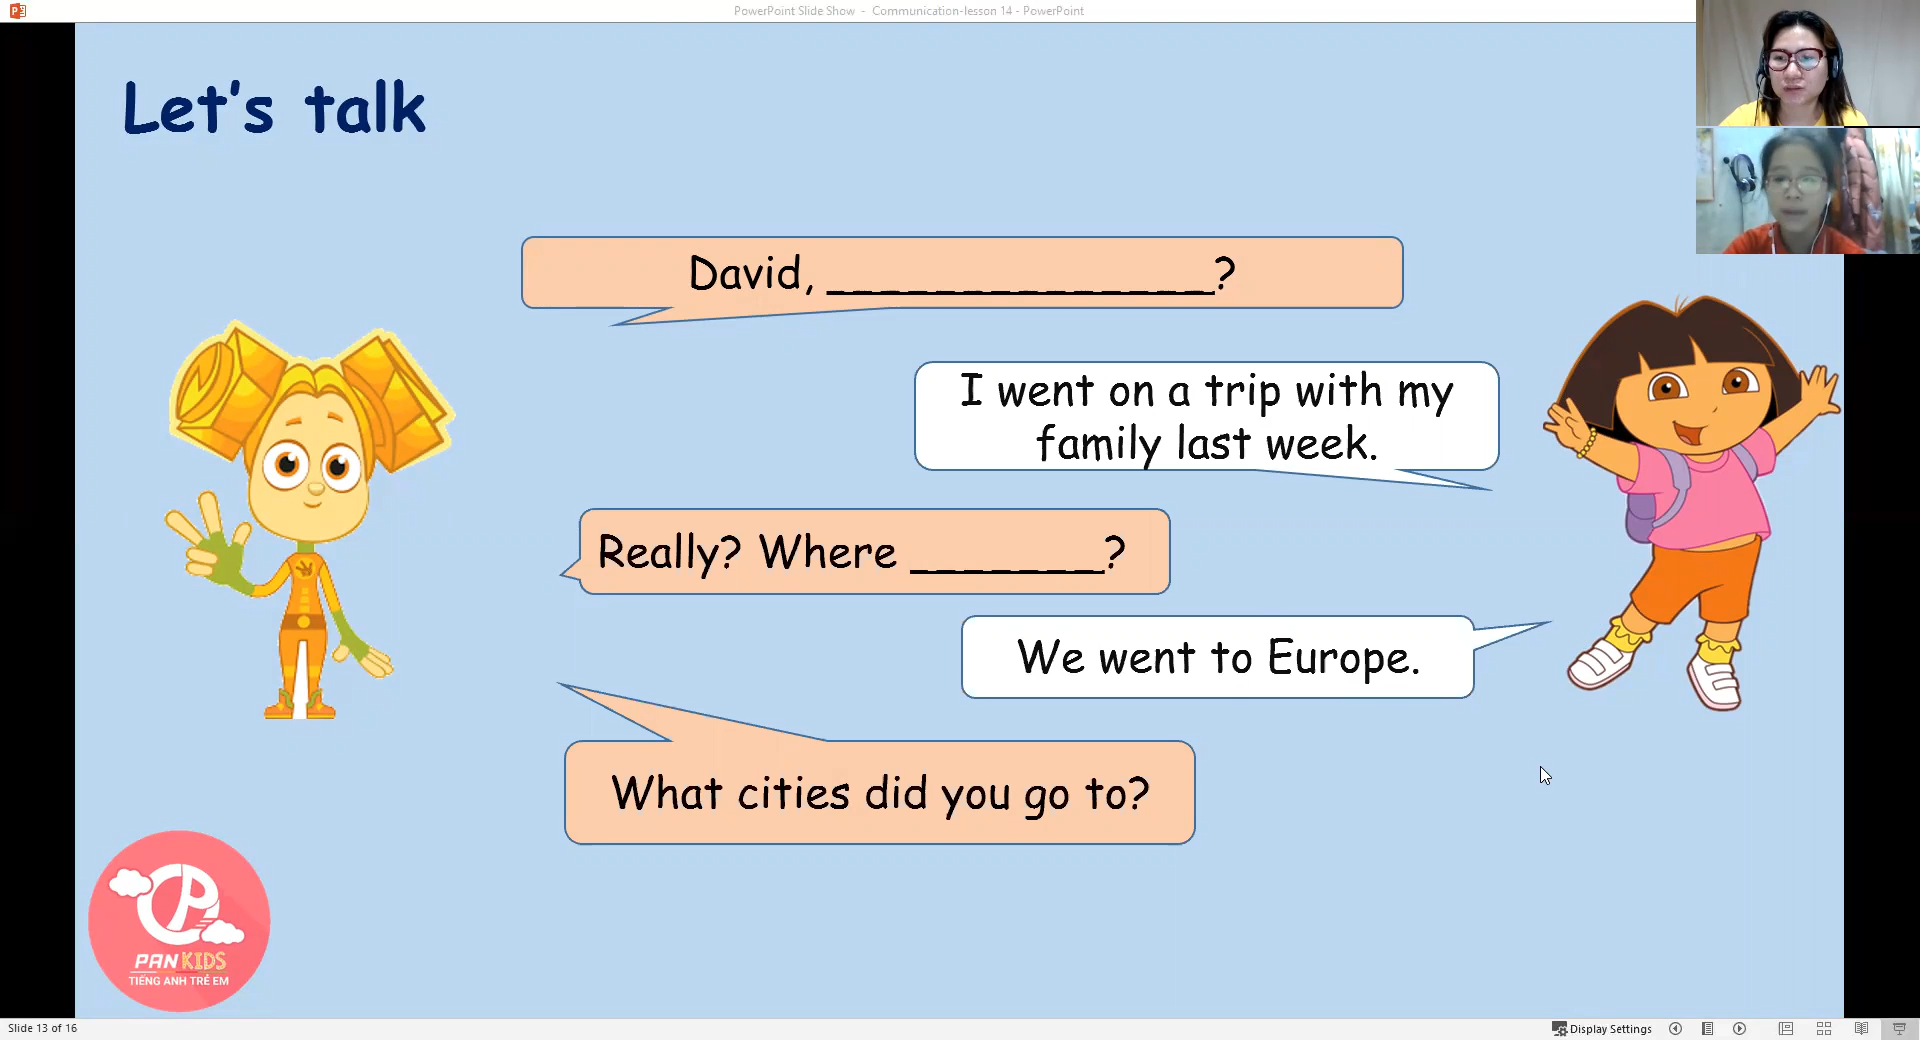 PowerPoint Slide Show - Communication-lesson 14 - PowerPoint
Let's talk
David, ______________?
I went on a trip with my
family last week.
Really? Where _______?
We went to Europe.
What cities did you go to?
PAN KIDS
TIẾNG ANH TRẺ EM
Slide 13 of 16
Display Settings